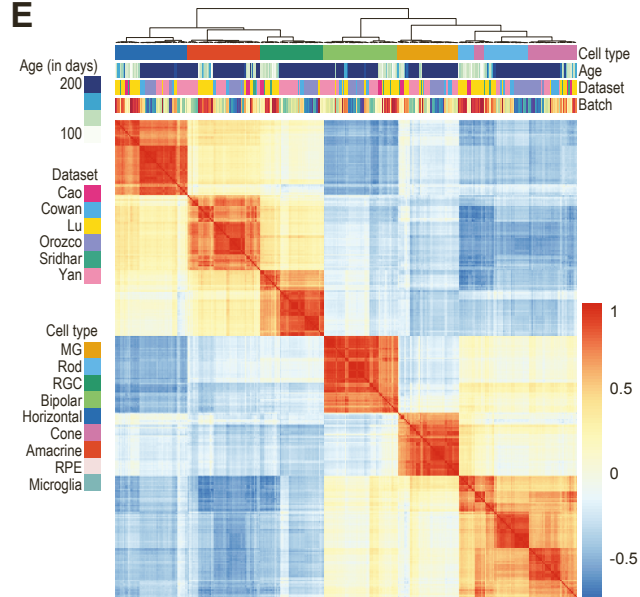 E
Cell type
Age (in days)
Age
200
Dataset
Batch
100
Dataset
Cao
Cowan
Lu
Orozco
Sridhar
Yan
Cell type
MG
Rod
RGC
Bipolar
Horizontal
Cone
Amacrine
RPE
Microglia
1
0.5
0
-0.5